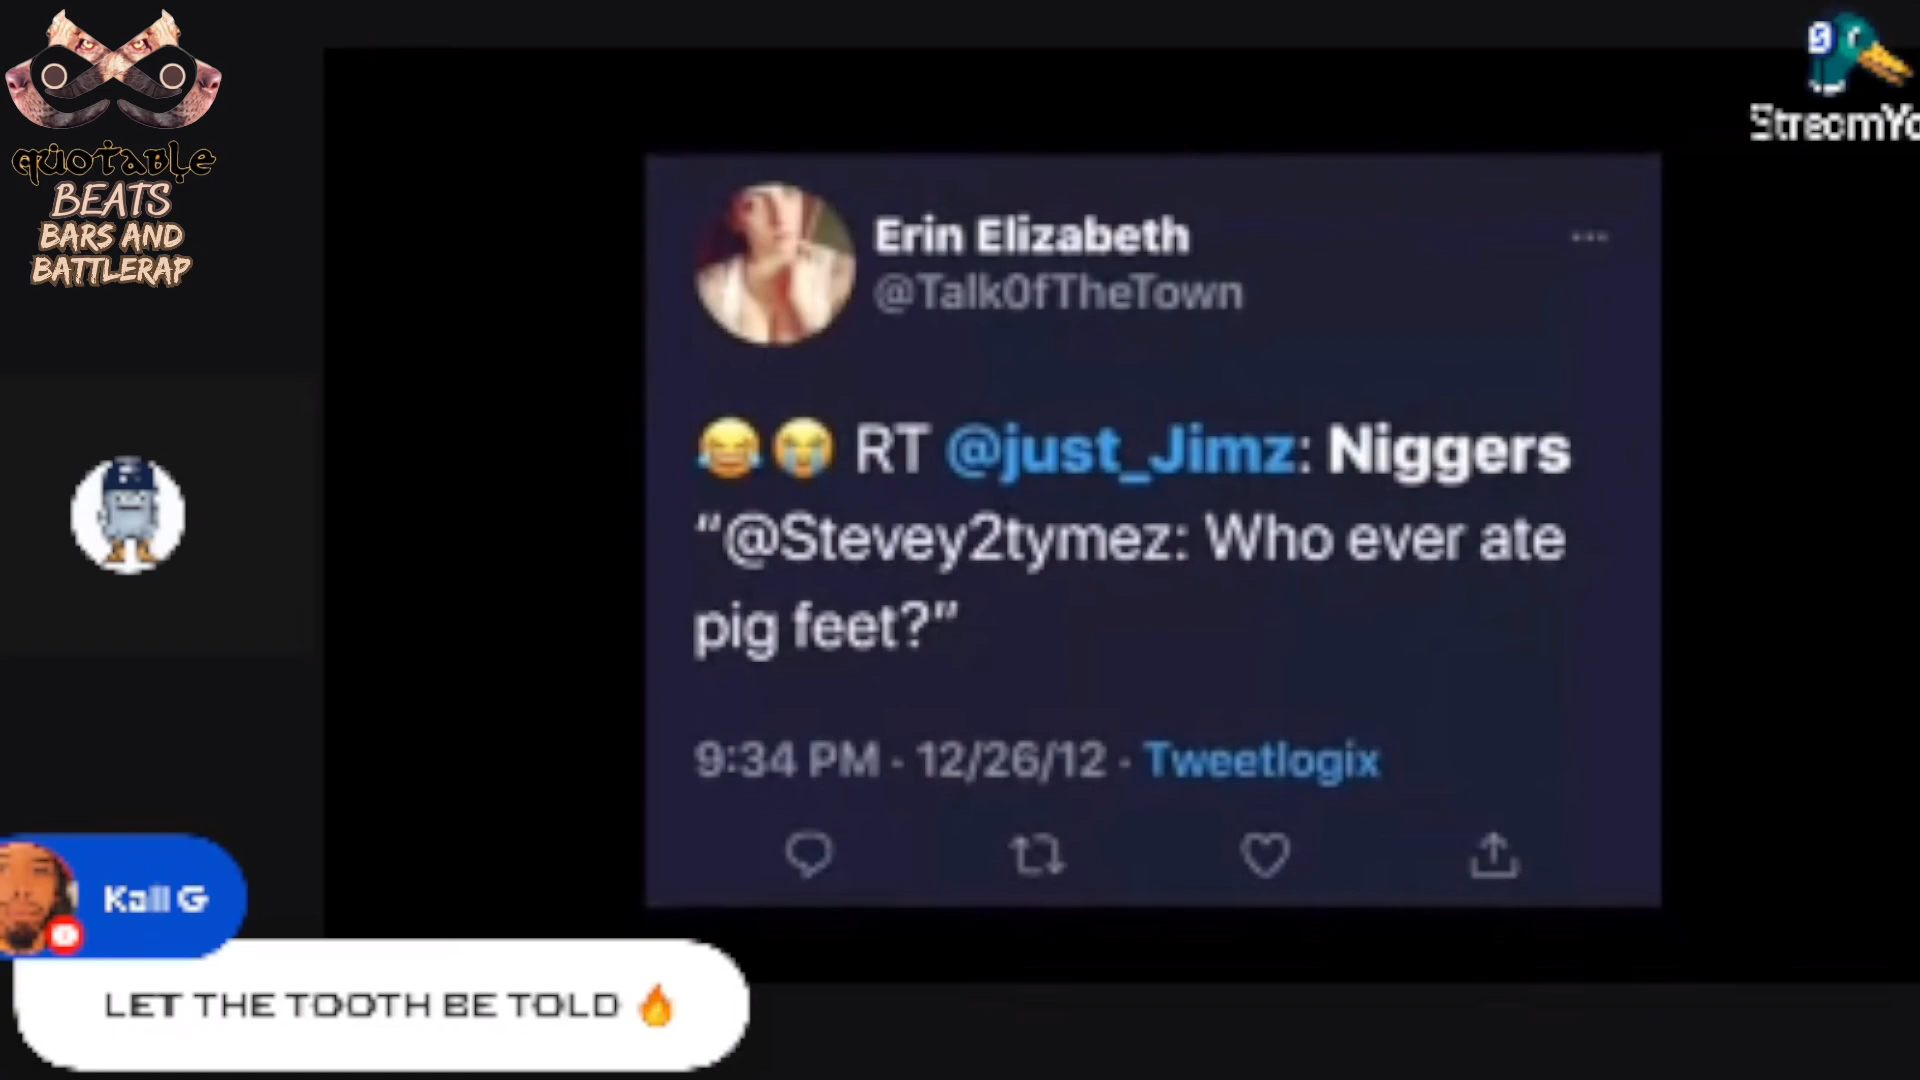 QUOTABLE
BEATS
BARS AND
BATTLERAP
StreamYa
Erin Elizabeth
@TalkOfTheTown
😂😭 RT @just_Jimz: Niggers
“@Stevey2tymez: Who ever ate
pig feet?”
9:34 PM · 12/26/12 · Tweetlogix
Kall G
LET THE TOOTH BE TOLD 🔥